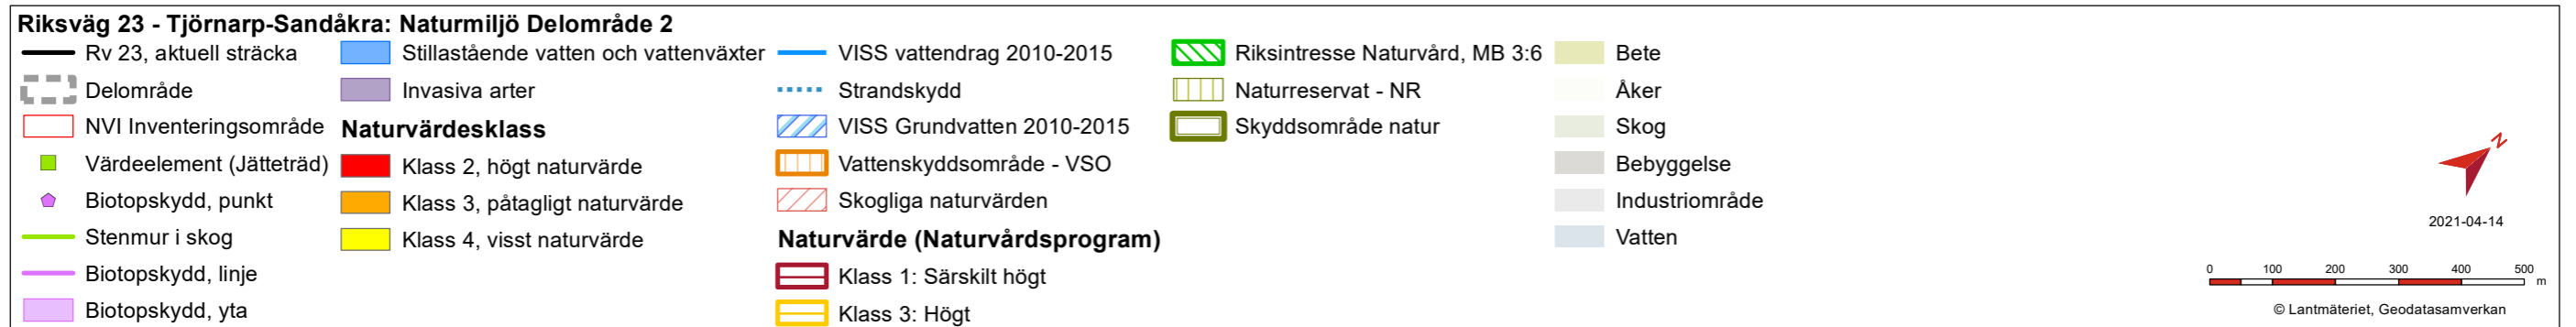 Riksväg 23 - Tjörnarp-Sandåkra: Naturmiljö Delområde 2
Rv 23, aktuell sträcka
Delområde
NVI Inventeringsområde
Värdeelement (Jätteträd)
Biotopskydd, punkt
Stenmur i skog
Biotopskydd, linje
Biotopskydd, yta
Stillastående vatten och vattenväxter
Invasiva arter
Naturvärdesklass
Klass 2, högt naturvärde
Klass 3, påtagligt naturvärde
Klass 4, visst naturvärde
VISS vattendrag 2010-2015
Strandskydd
VISS Grundvatten 2010-2015
Vattenskyddsområde - VSO
Skogliga naturvärden
Naturvärde (Naturvårdsprogram)
Klass 1: Särskilt högt
Klass 3: Högt
Riksintresse Naturvård, MB 3:6
Naturreservat - NR
Skyddsområde natur
Bete
Åker
Skog
Bebyggelse
Industriområde
Vatten
N
2021-04-14
0 100 200 300 400 500
m
© Lantmäteriet, Geodatasamverkan